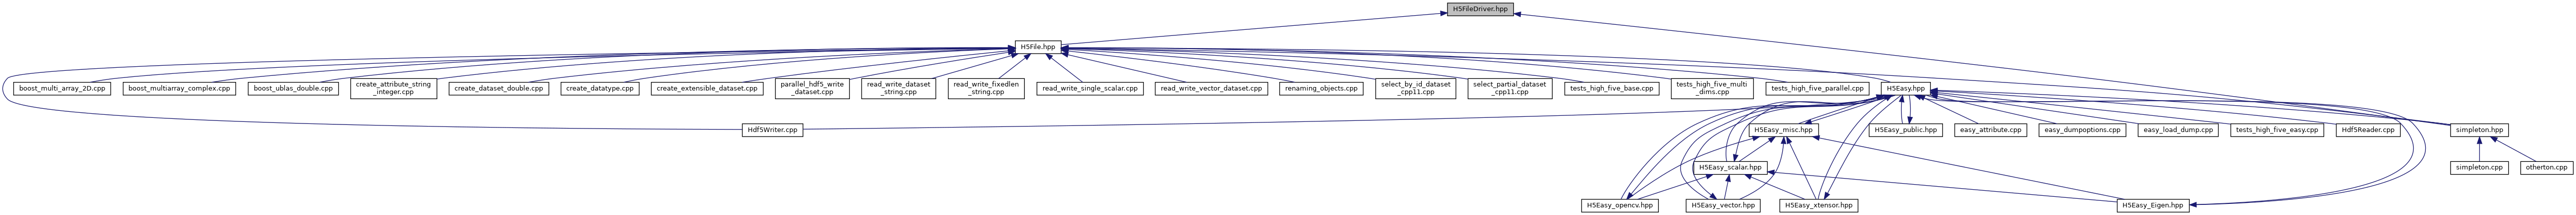 H5FileDriver.hpp
H5File.hpp
boost_multi_array_2D.cpp
boost_multiarray_complex.cpp
boost_ublas_double.cpp
create_attribute_string
_integer.cpp
create_dataset_double.cpp
create_datatype.cpp
create_extensible_dataset.cpp
parallel_hdf5_write
_dataset.cpp
read_write_dataset
_string.cpp
read_write_fixedlen
_string.cpp
read_write_single_scalar.cpp
read_write_vector_dataset.cpp
renaming_objects.cpp
select_by_id_dataset
_cpp11.cpp
select_partial_dataset
_cpp11.cpp
tests_high_five_base.cpp
tests_high_five_multi
_dims.cpp
tests_high_five_parallel.cpp
H5Easy.hpp
Hdf5Writer.cpp
H5Easy_misc.hpp
H5Easy_public.hpp
easy_attribute.cpp
easy_dumpoptions.cpp
easy_load_dump.cpp
tests_high_five_easy.cpp
Hdf5Reader.cpp
simpleton.hpp
H5Easy_scalar.hpp
simpleton.cpp
otherton.cpp
H5Easy_opencv.hpp
H5Easy_vector.hpp
H5Easy_xtensor.hpp
H5Easy_Eigen.hpp